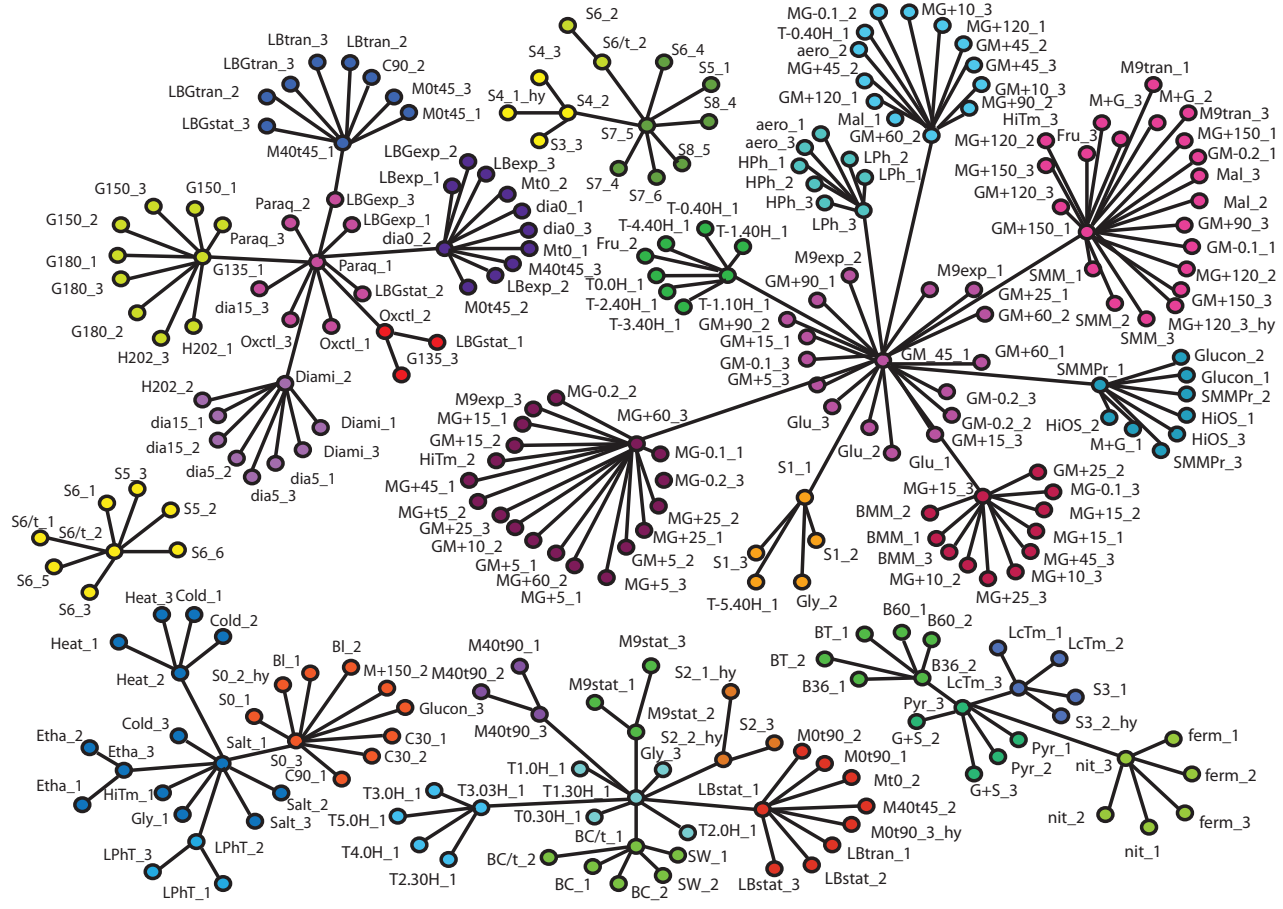 LBtran_3
LBtran_2
LBGtran_3
C90_2
LBGtran_2
M0t45_3
LBGstat_3
M0t45_1
M40t45_1
S6_2
S4_3
S6/t_2
S6_4
S5_1
S4_1_hy
S4_2
S8_4
S3_3
S7_5
S8_5
S7_4
S7_6
LBGexp_2
LBexp_3
LBexp_1
Mt0_2
dia0_1
LBGexp_3
LBGexp_1
dia0_3
dia0_2
Mt0_1
M40t45_3
LBexp_2
M0t45_2
G150_3
G150_1
G150_2
Paraq_2
Paraq_3
G180_1
G135_1
Paraq_1
G180_3
dia15_3
LBGstat_2
G180_2
Oxctl_2
H202_3
H202_1
Oxctl_3
Oxctl_1
G135_3
LBGstat_1
H202_2
Diami_2
dia15_1
Diami_1
dia15_2
Diami_3
dia5_2
dia5_1
dia5_3
MG-0.1_2
MG+10_3
T-0.40H_1
MG+120_1
aero_2
GM+45_2
MG+45_2
GM+45_3
GM+10_3
GM+120_1
MG+90_2
Mal_1
HiTm_3
GM+60_2
aero_1
aero_3
LPh_2
HPh_1
LPh_1
HPh_2
HPh_3
LPh_3
M9tran_1
M+G_3
M+G_2
M9tran_3
Fru_3
MG+120_2
MG+150_1
GM-0.2_1
MG+150_3
Mal_3
GM+120_3
Mal_2
GM+150_1
GM+90_3
GM-0.1_1
SMM_1
MG+120_2
GM+150_3
SMM_2
MG+120_3_hy
SMM_3
T-0.40H_1
T-4.40H_1
T-1.40H_1
Fru_2
T0.0H_1
T-2.40H_1
T-1.10H_1
T-3.40H_1
M9exp_2
M9exp_1
GM+90_1
GM+25_1
GM+90_2
GM+60_2
GM+15_1
GM-0.1_3
GM_45_1
GM+60_1
GM+5_3
GM-0.2_3
Glu_3
GM-0.2_2
GM+15_3
Glu_2
Glu_1
SMMPr_1
Glucon_2
Glucon_1
SMMPr_2
HiOS_1
HiOS_2
M+G_1
HiOS_3
SMMPr_3
MG-0.2_2
M9exp_3
MG+60_3
MG+15_1
GM+15_2
MG-0.1_1
HiTm_2
MG-0.2_3
MG+45_1
MG+t5_2
MG+25_2
GM+25_3
MG+25_1
GM+10_2
GM+5_2
GM+5_1
MG+60_2
MG+5_3
MG+5_1
S1_1
S1_3
S1_2
T-5.40H_1
Gly_2
GM+25_2
MG+15_3
MG-0.1_3
BMM_2
MG+15_2
BMM_1
MG+15_1
BMM_3
MG+45_3
MG+10_2
MG+10_3
MG+25_3
S5_3
S6_1
S5_2
S6/t_1
S6/t_2
S6_6
S6_5
S6_3
Heat_3
Cold_1
Cold_2
Heat_1
Heat_2
Bl_1
Bl_2
S0_2_hy
M+150_2
S0_1
Glucon_3
Cold_3
Salt_1
C30_1
Etha_2
Etha_3
S0_3
C30_2
Etha_1
C90_1
HiTm_1
Salt_2
Gly_1
Salt_3
LPhT_3
LPhT_2
LPhT_1
M40t90_1
M40t90_2
M40t90_3
M9stat_3
M9stat_1
S2_1_hy
M9stat_2
S2_3
S2_2_hy
Gly_3
T1.0H_1
T1.30H_1
T3.0H_1
T3.03H_1
T5.0H_1
T0.30H_1
T2.0H_1
T4.0H_1
T2.30H_1
BC/t_1
BC/t_2
SW_1
BC_1
SW_2
BC_2
M0t90_2
M0t90_1
LBstat_1
Mt0_2
M40t45_2
M0t90_3_hy
LBtran_1
LBstat_3
LBstat_2
B60_1
BT_1
B60_2
BT_2
B36_2
B36_1
LcTm_1
LcTm_2
LcTm_3
Pyr_3
S3_1
S3_2_hy
G+S_2
Pyr_1
Pyr_2
G+S_3
nit_3
ferm_1
ferm_2
nit_2
ferm_3
nit_1